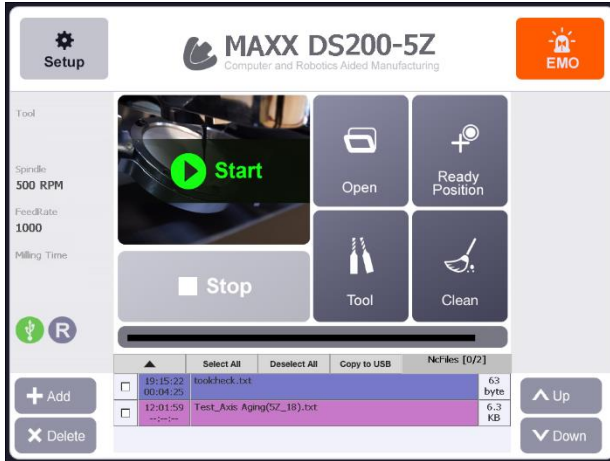 Setup
MAXX DS200-5Z
Computer and Robotics Aided Manufacturing
EMO
Tool
Spindle
500 RPM
FeedRate
1000
Milling Time
R
Start
Stop
Open
Ready
Position
Tool
Clean
Select All
Deselect All
Copy to USB
NcFiles [0/2]
19:15:22
00:04:25
toolcheck.txt
63
byte
12:01:59
--:--:--
Test_Axis Aging(5Z_18).txt
6.3
KB
Add
Delete
Up
Down